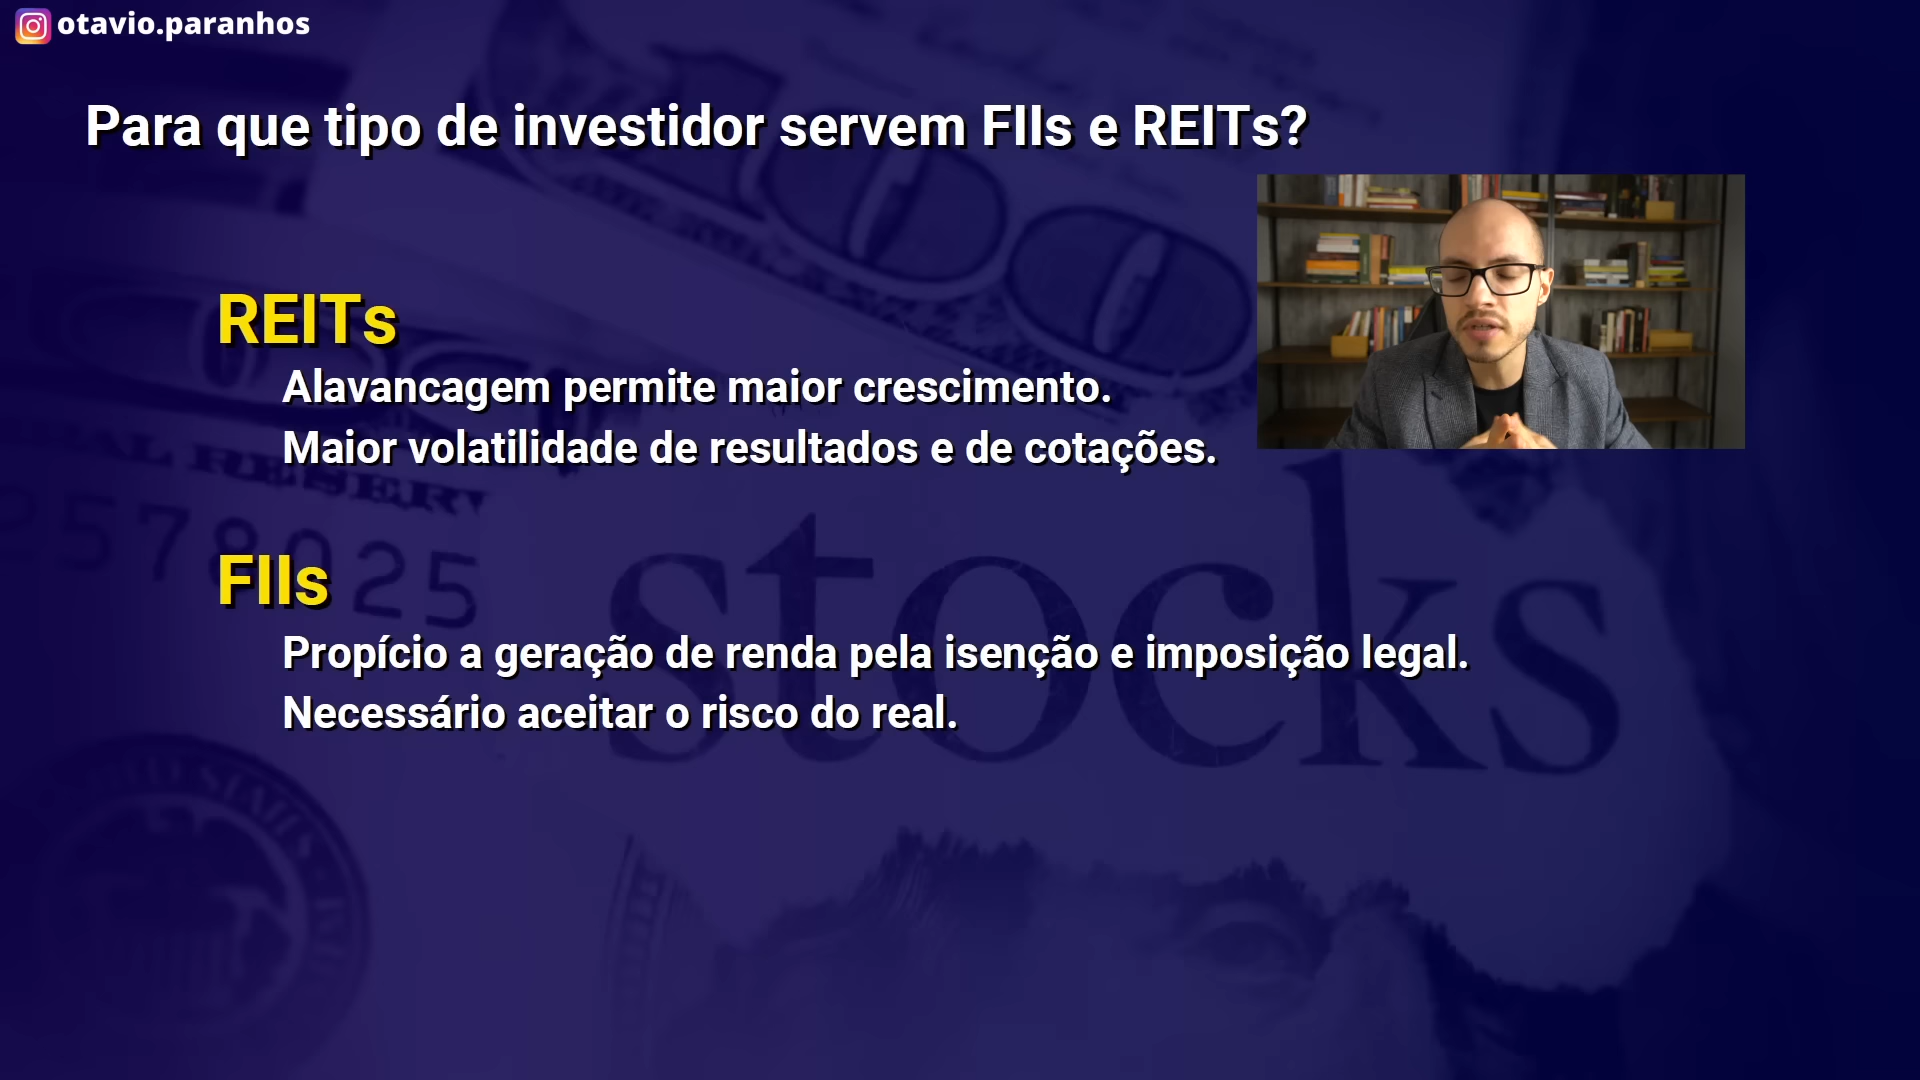 otavio.paranhos
Para que tipo de investidor servem FIIs e REITs?
REITs
Alavancagem permite maior crescimento.
Maior volatilidade de resultados e de cotações.
FIIs
Propício a geração de renda pela isenção e imposição legal.
Necessário aceitar o risco do real.
stocks